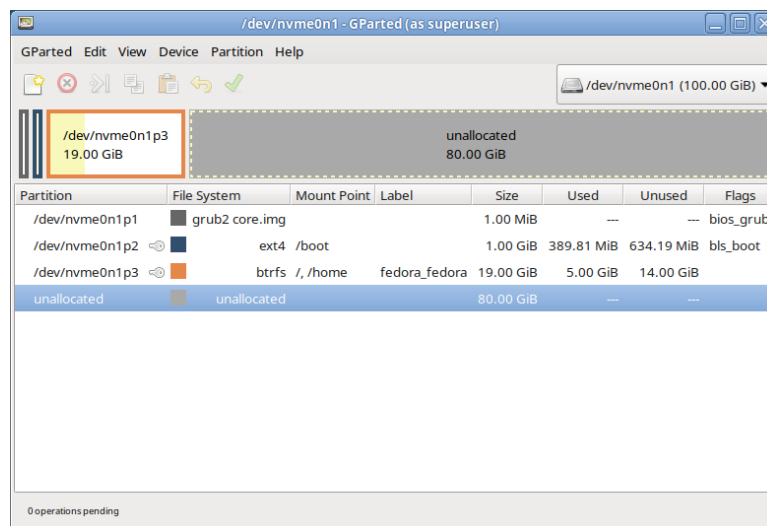 /dev/nvme0n1 - GParted (as superuser)
GParted Edit View Device Partition Help
/dev/nvme0n1 (100.00 GiB)
/dev/nvme0n1p3 unallocated
19.00 GiB 80.00 GiB
Partition File System Mount Point Label Size Used Unused Flags
/dev/nvme0n1p1 grub2 core.img 1.00 MiB --- --- bios_grub
/dev/nvme0n1p2 ext4 /boot 1.00 GiB 389.81 MiB 634.19 MiB bls_boot
/dev/nvme0n1p3 btrfs /, /home fedora_fedora 19.00 GiB 5.00 GiB 14.00 GiB
unallocated unallocated 80.00 GiB --- ---
0 operations pending